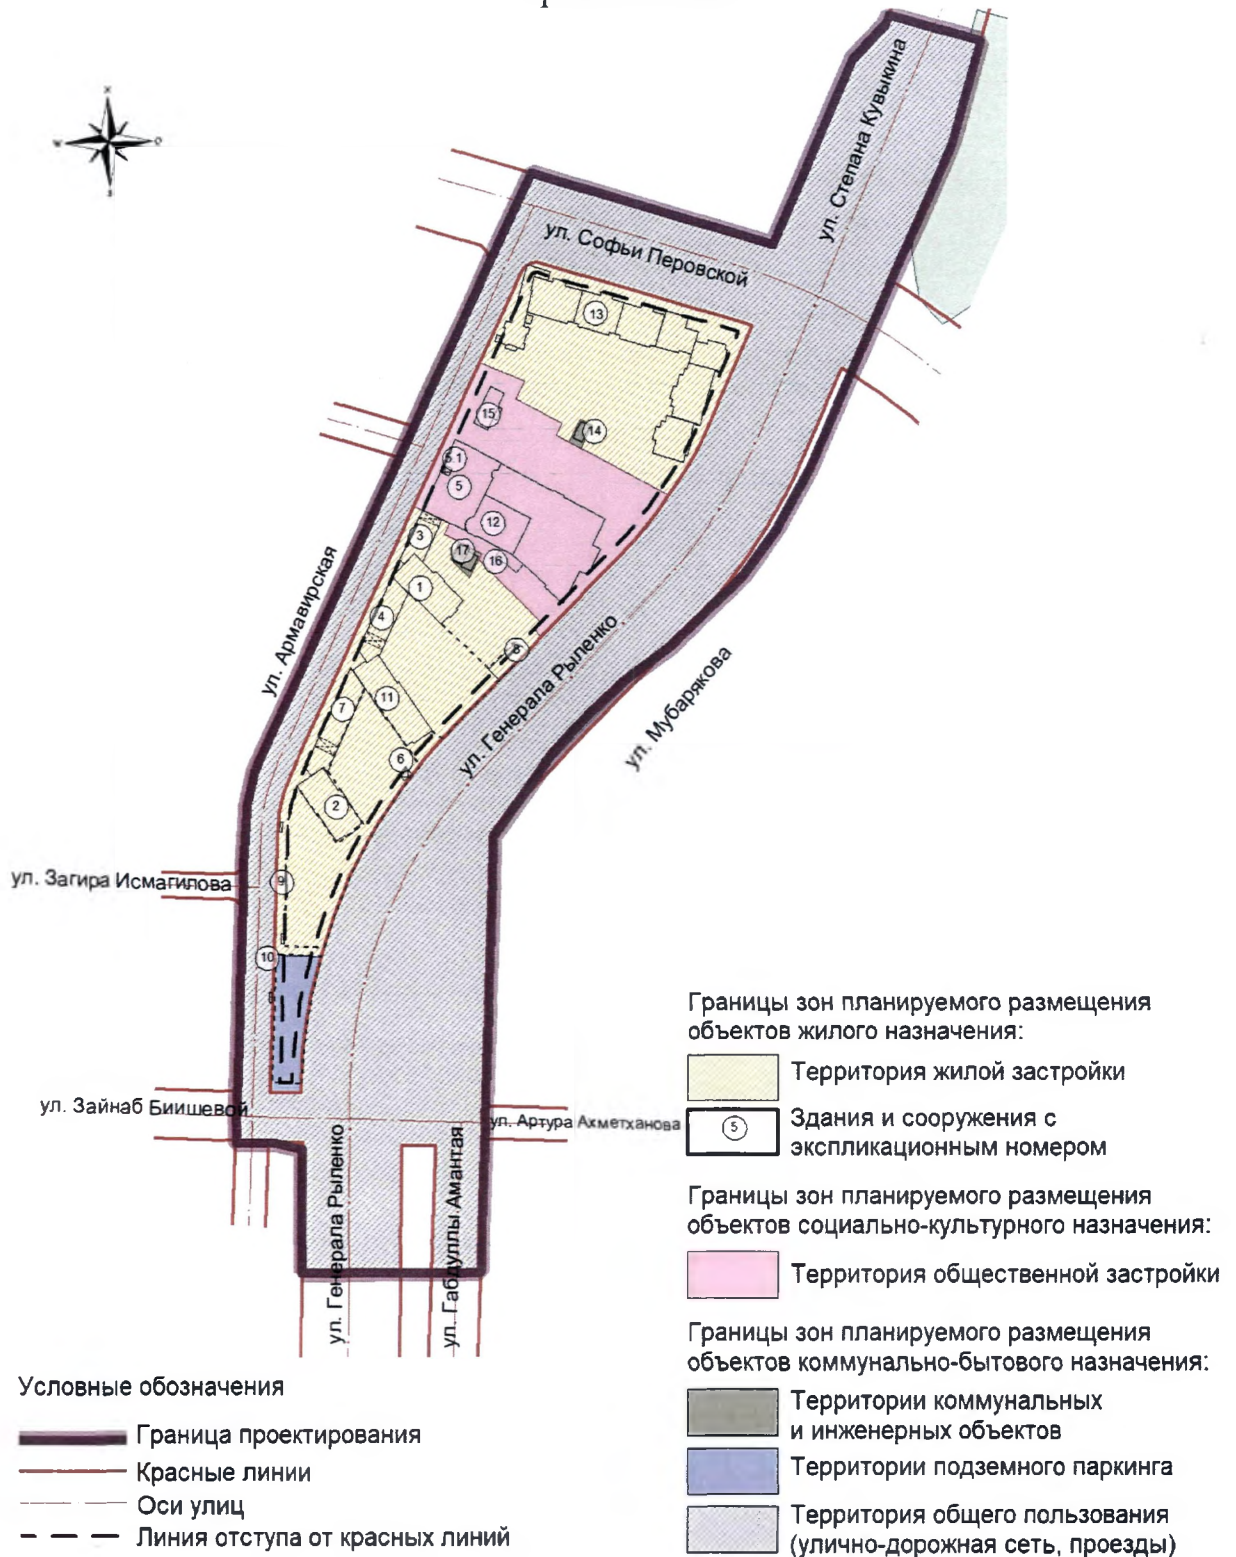 ул. Степана Кувыкина
ул. Софьи Перовской
13
15
14
5.1
5
12
3
17
16
1
4
8
ул. Армавирская
11
7
ул. Генерала Рыленко
ул. Мубарякова
6
2
ул. Загира Исмагилова
9
10
ул. Зайнаб Биишевой
ул. Артура Ахметханова
ул. Генерала Рыленко
ул. Габдуллы Амантая
Границы зон планируемого размещения
объектов жилого назначения:
Территория жилой застройки
5
Здания и сооружения с
экспликационным номером
Границы зон планируемого размещения
объектов социально-культурного назначения:
Территория общественной застройки
Границы зон планируемого размещения
объектов коммунально-бытового назначения:
Территории коммунальных
и инженерных объектов
Территории подземного паркинга
Территория общего пользования
(улично-дорожная сеть, проезды)
Условные обозначения
Граница проектирования
Красные линии
Оси улиц
Линия отступа от красных линий